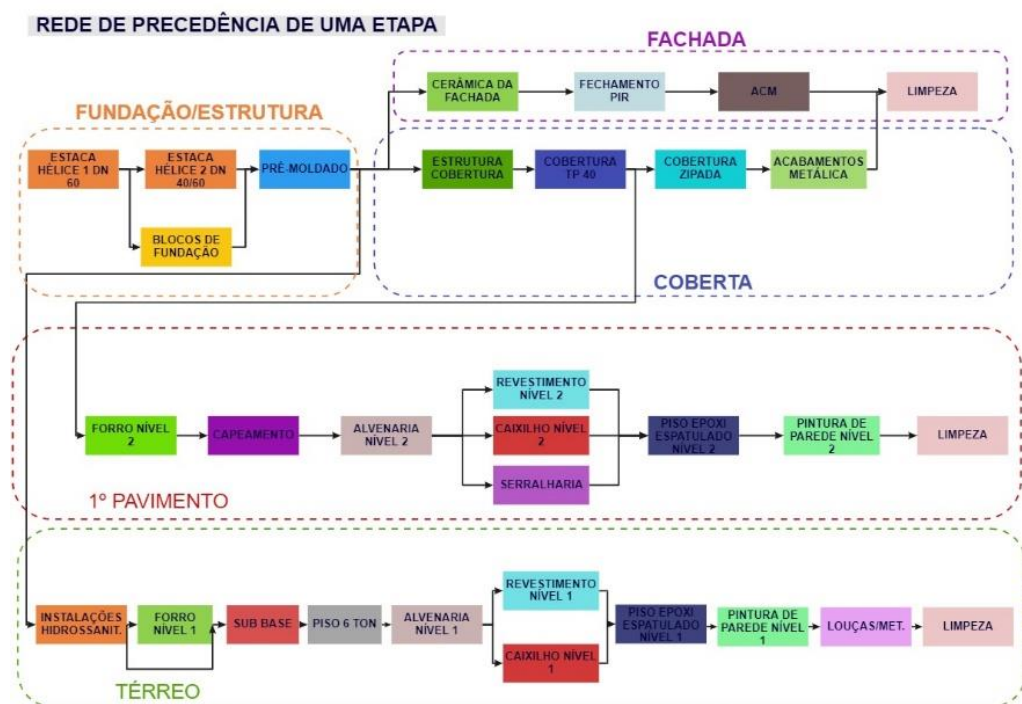 REDE DE PRECEDÊNCIA DE UMA ETAPA
FACHADA
CERÂMICA DA
FACHADA
FECHAMENTO
PIR
ACM
LIMPEZA
FUNDAÇÃO/ESTRUTURA
ESTACA
HÉLICE 1 DN
60
ESTACA
HÉLICE 2 DN
40/60
PRÉ-MOLDADO
BLOCOS DE
FUNDAÇÃO
ESTRUTURA
COBERTURA
COBERTURA
TP 40
COBERTURA
ZIPADA
ACABAMENTOS
METÁLICA
COBERTA
REVESTIMENTO
NÍVEL 2
FORRO NÍVEL
2
CAPEAMENTO
ALVENARIA
NÍVEL 2
CAIXILHO NÍVEL
2
PISO EPOXI
ESPATULADO
NÍVEL 2
PINTURA DE
PAREDE NÍVEL
2
LIMPEZA
SERRALHARIA
1º PAVIMENTO
REVESTIMENTO
NÍVEL 1
INSTALAÇÕES
HIDROSSANIT.
FORRO
NÍVEL 1
SUB BASE
PISO 6 TON
ALVENARIA
NÍVEL 1
CAIXILHO NÍVEL
1
PISO EPOXI
ESPATULADO
NÍVEL 1
PINTURA DE
PAREDE NÍVEL
1
LOUÇAS/MET.
LIMPEZA
TÉRREO